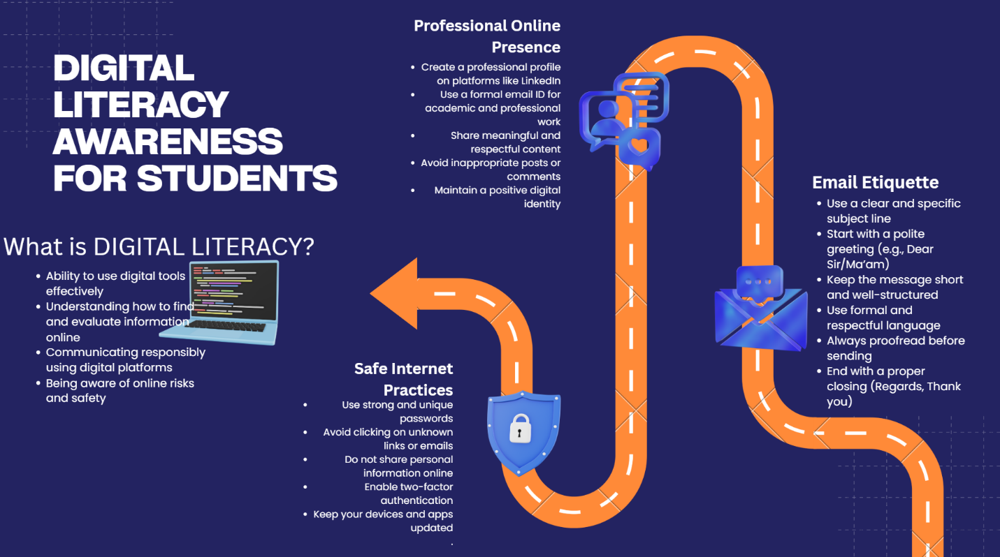 DIGITAL
LITERACY
AWARENESS
FOR STUDENTS
What is DIGITAL LITERACY?
• Ability to use digital tools
effectively
• Understanding how to find
and evaluate information
online
• Communicating responsibly
using digital platforms
• Being aware of online risks
and safety
Professional Online
Presence
• Create a professional profile
on platforms like LinkedIn
• Use a formal email ID for
academic and professional
work
• Share meaningful and
respectful content
• Avoid inappropriate posts or
comments
• Maintain a positive digital
identity
Email Etiquette
• Use a clear and specific
subject line
• Start with a polite
greeting (e.g., Dear
Sir/Ma'am)
• Keep the message short
and well-structured
• Use formal and
respectful language
• Always proofread before
sending
• End with a proper
closing (Regards, Thank
you)
Safe Internet
Practices
• Use strong and unique
passwords
• Avoid clicking on unknown
links or emails
• Do not share personal
information online
• Enable two-factor
authentication
• Keep your devices and apps
updated
.